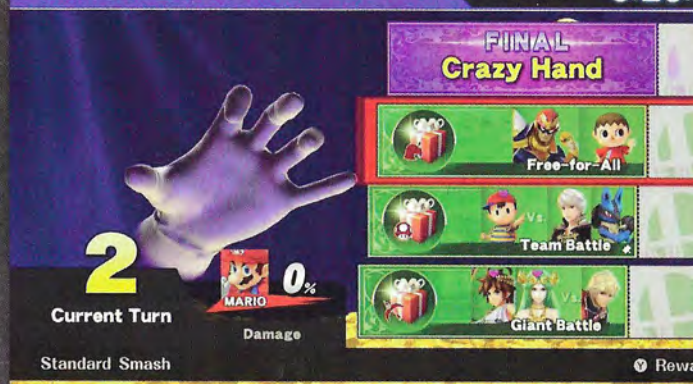 FINAL
Crazy Hand
Free-for-All
Vs.
Team Battle
Vs.
Giant Battle
2
Current Turn
MARIO
0%
Damage
Standard Smash